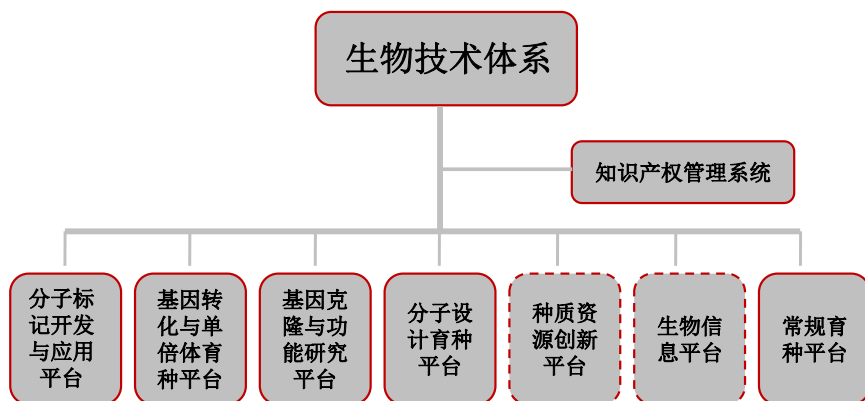 生物技术体系
知识产权管理系统
分子标
记开发
与应用
平台
基因转
化与单
倍体育
种平台
基因克
隆与功
能研究
平台
分子设
计育种
平台
种质资
源创新
平台
生物信
息平台
常规育
种平台